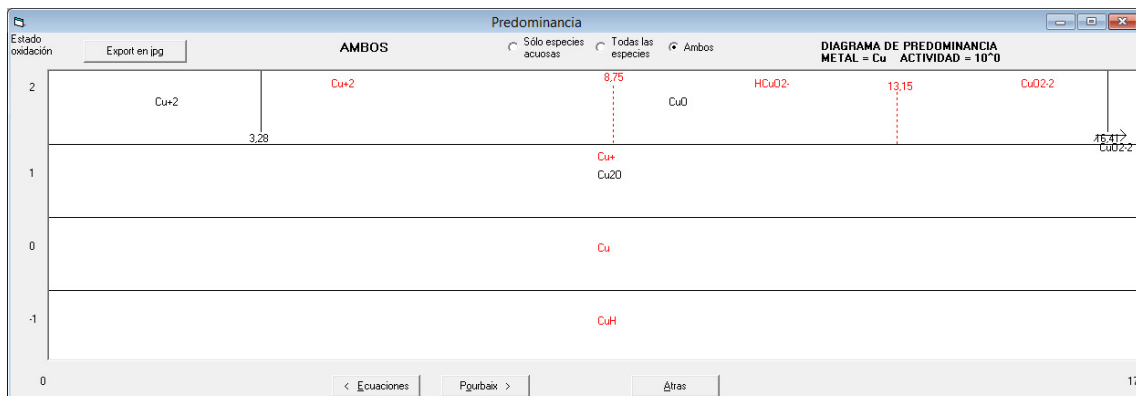 Predominancia
Estado
oxidación
Export en jpg
AMBOS
Sólo especies
acuosas
Todas las
especies
Ambos
DIAGRAMA DE PREDOMINANCIA
METAL = Cu ACTIVIDAD = 10^0
2
Cu+2
3,28
Cu+2
8,75
CuO
HCuO2-
13,15
CuO2-2
16,41
CuO2-2
1
Cu+
Cu2O
0
Cu
-1
CuH
0
< Ecuaciones
Pourbaix >
Atras